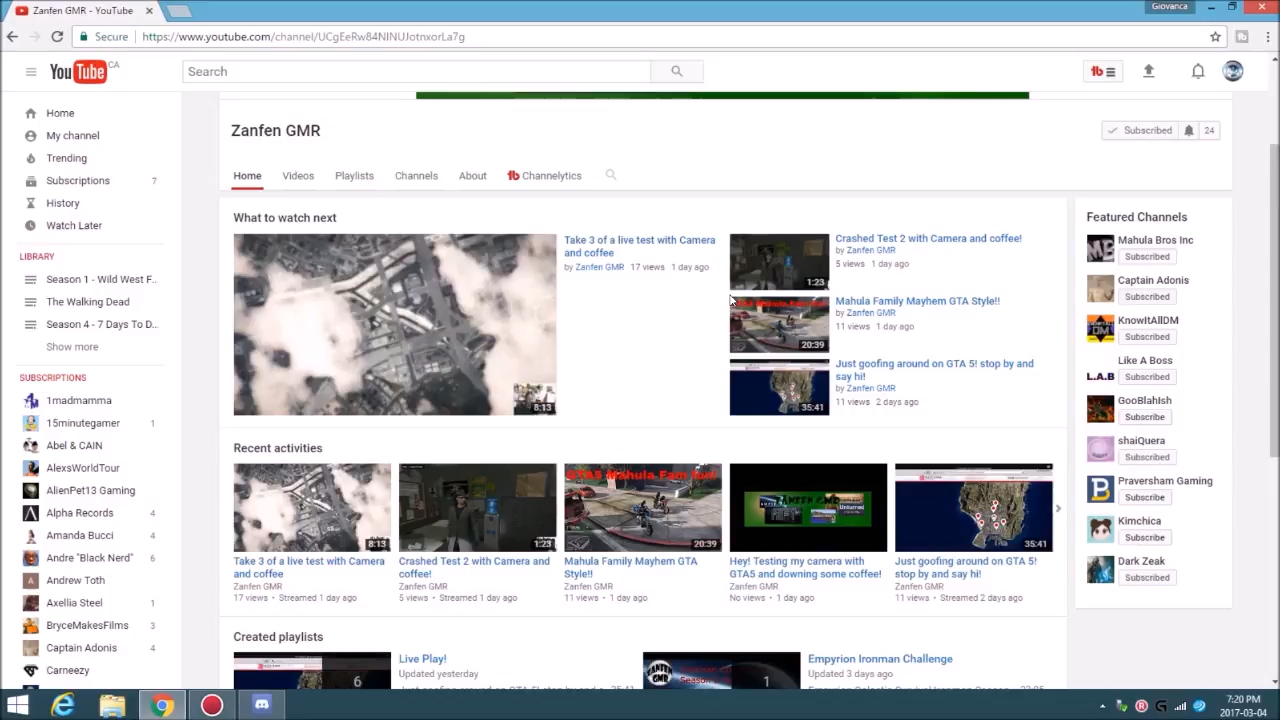 Zanfen GMR - YouTube
Giovanca
Secure
https://www.youtube.com/channel/UCgEeRw84NINUJotnxorLa7g
YouTube CA
Search
tb
Home
My channel
Trending
Subscriptions 7
History
Watch Later
LIBRARY
Season 1 - Wild West F...
The Walking Dead
Season 4 - 7 Days To D...
Show more
SUBSCRIPTIONS
1madmamma
15minutegamer 1
Abel & CAIN
AlexsWorldTour
AlienPet13 Gaming
Alpha Records 4
Amanda Bucci 4
Andre "Black Nerd" 6
Andrew Toth
Axellia Steel 1
BryceMakesFilms 3
Captain Adonis 4
Carneezy
Zanfen GMR
Subscribed 24
Home Videos Playlists Channels About tb Channelytics
What to watch next
8:13
Take 3 of a live test with Camera
and coffee
by Zanfen GMR 17 views 1 day ago
1:23
Crashed Test 2 with Camera and coffee!
by Zanfen GMR
5 views 1 day ago
20:39
Mahula Family Mayhem GTA Style!!
by Zanfen GMR
11 views 1 day ago
35:41
Just goofing around on GTA 5! stop by and
say hi!
by Zanfen GMR
11 views 2 days ago
Recent activities
8:13
Take 3 of a live test with Camera
and coffee
Zanfen GMR
17 views • Streamed 1 day ago
1:23
Crashed Test 2 with Camera and
coffee!
Zanfen GMR
5 views • Streamed 1 day ago
GTA5 Mahula Fam fun!
20:39
Mahula Family Mayhem GTA
Style!!
Zanfen GMR
11 views • 1 day ago
ZANFEN GMR
Unturned
Hey! Testing my camera with
GTA5 and downing some coffee!
Zanfen GMR
No views • 1 day ago
35:41
Just goofing around on GTA 5!
stop by and say hi!
Zanfen GMR
11 views • Streamed 2 days ago
Created playlists
6
Live Play!
Updated yesterday
1
Empyrion Ironman Challenge
Updated 3 days ago
Featured Channels
Mahula Bros Inc
Subscribed
Captain Adonis
Subscribed
KnowItAllDM
Subscribed
L.A.B
Like A Boss
Subscribed
GooBlahIsh
Subscribe
shaiQuera
Subscribed
Praversham Gaming
Subscribe
Kimchica
Subscribe
Dark Zeak
Subscribed
7:20 PM
2017-03-04